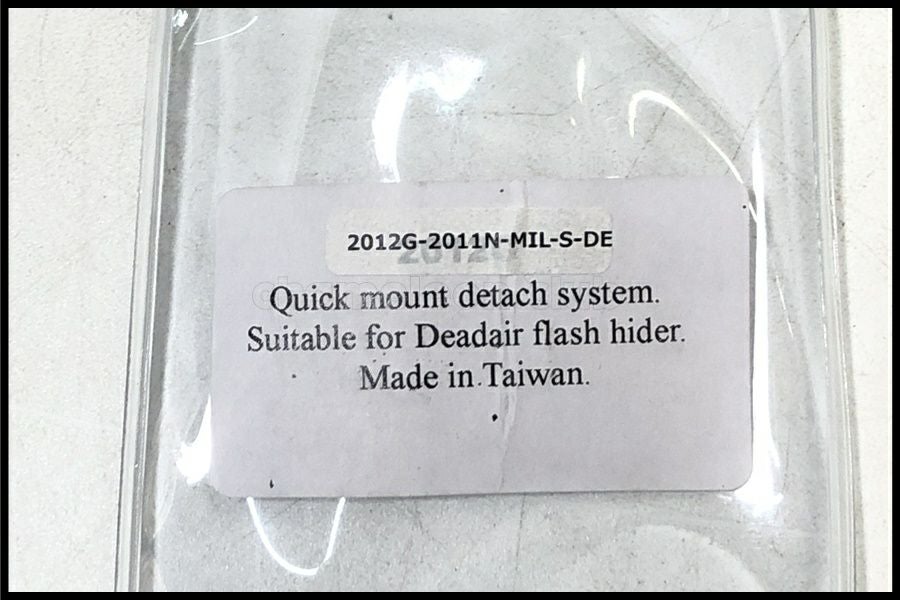 2012G-2011N-MIL-S-DE
Quick mount detach system.
Suitable for Deadair flash hider.
Made in Taiwan.